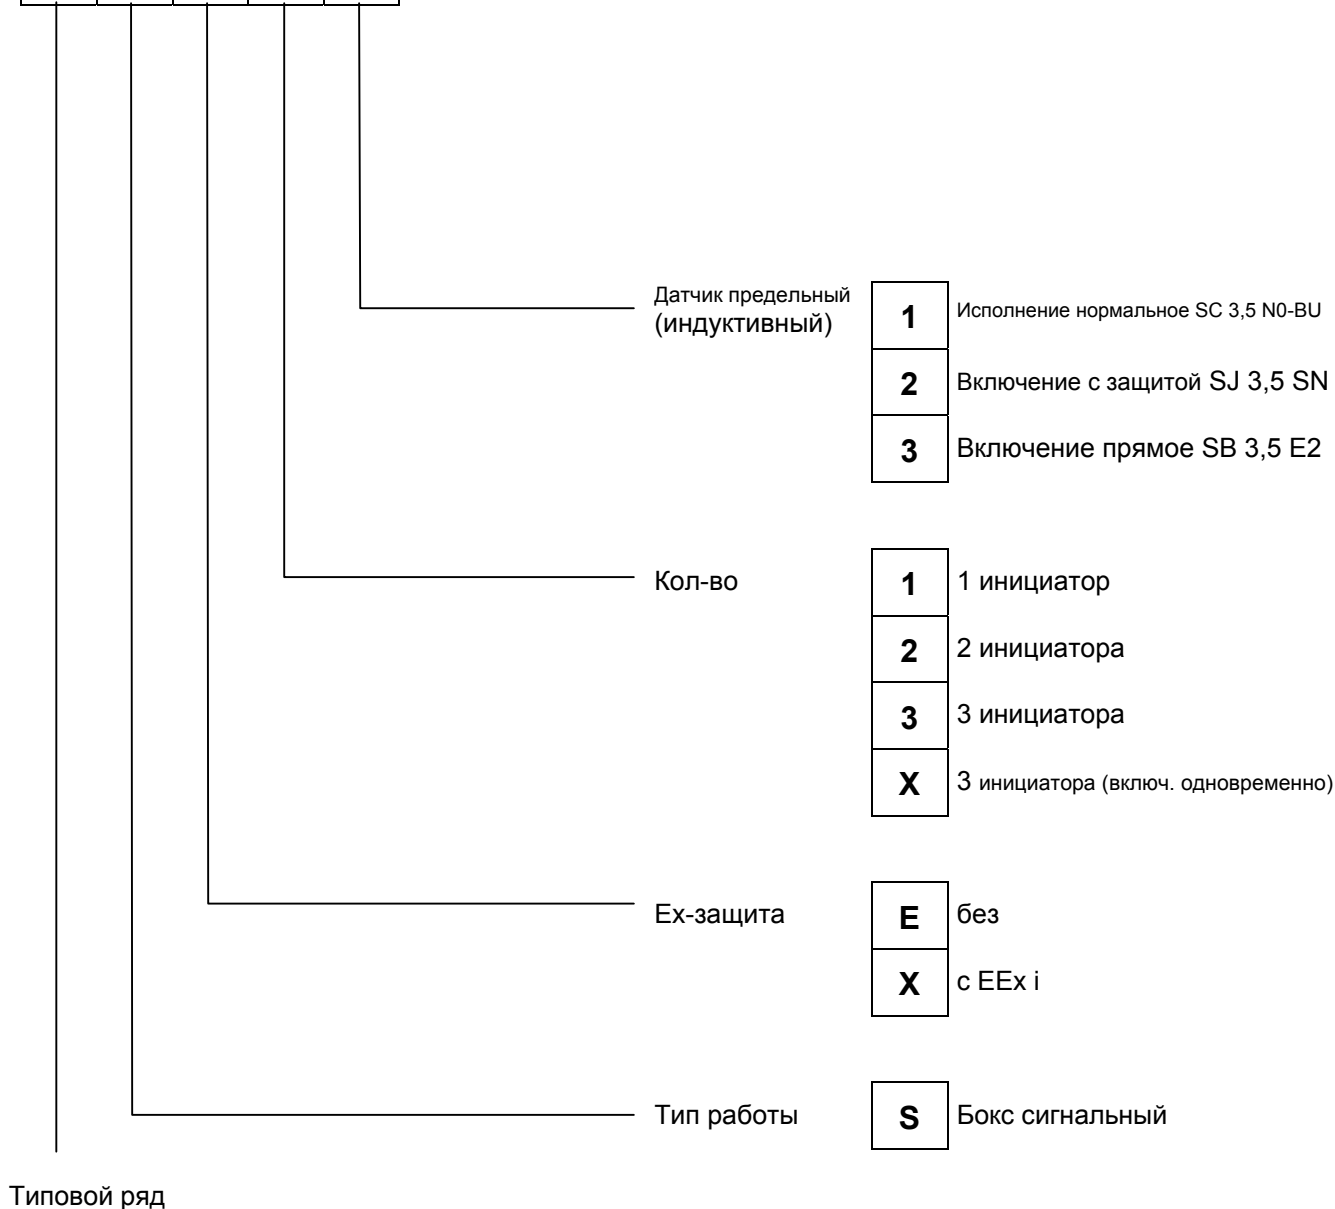 Датчик предельный
(индуктивный)
1 Исполнение нормальное SC 3,5 N0-BU
2 Включение с защитой SJ 3,5 SN
3 Включение прямое SB 3,5 E2
Кол-во
1 1 инициатор
2 2 инициатора
3 3 инициатора
X 3 инициатора (включ. одновременно)
Ex-защита
E без
X с EEx i
Тип работы
S Бокс сигнальный
Типовой ряд